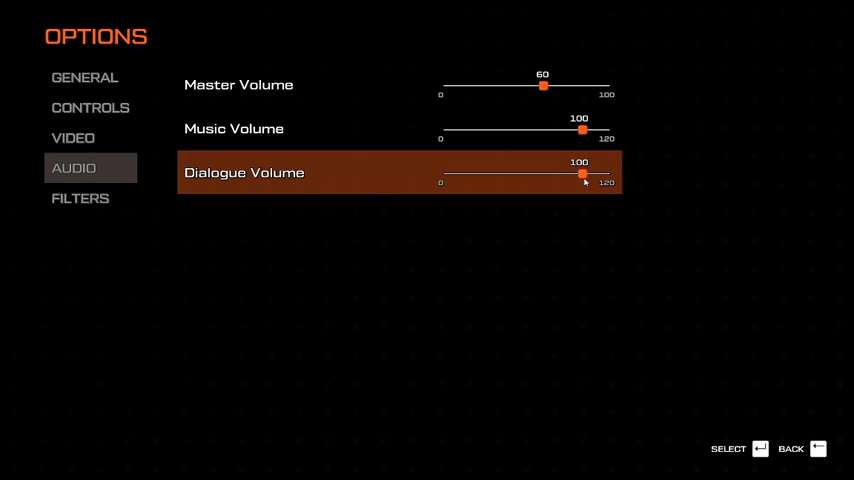 OPTIONS
GENERAL
CONTROLS
VIDEO
AUDIO
FILTERS
Master Volume
60
0
100
Music Volume
100
0
120
Dialogue Volume
100
0
120
SELECT
BACK